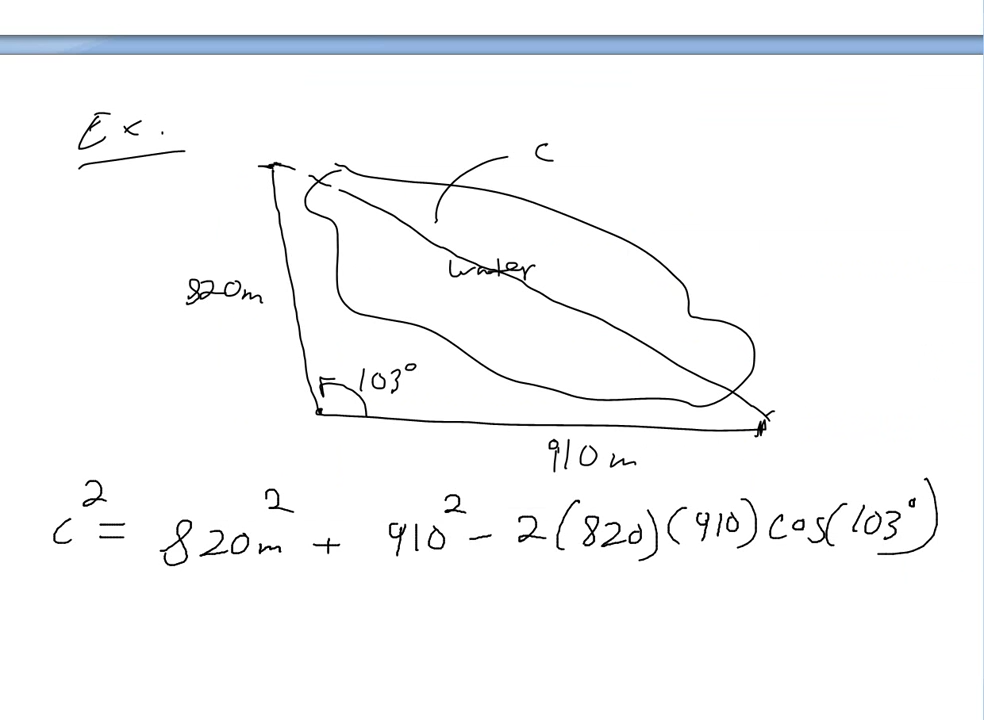 Ex.
C
water
820m
103°
910 m
c² = 820m² + 910² - 2(820)(910)cos(103°)